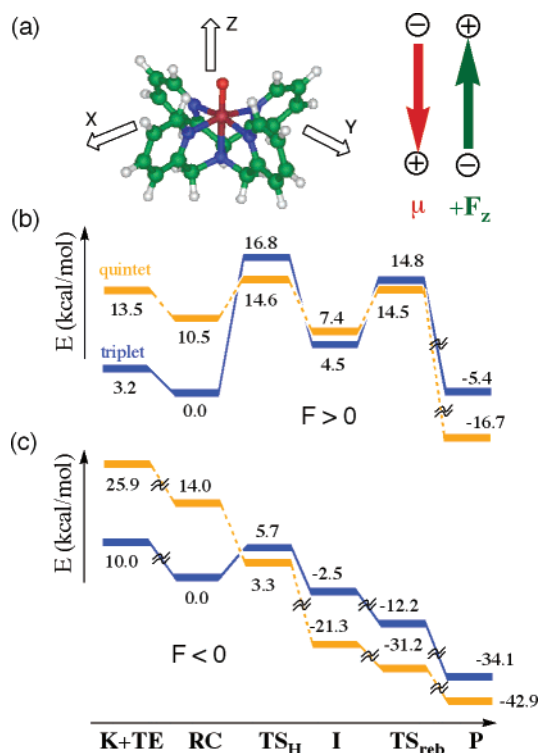 (a)
Z
X
Y
− +
+ −
μ +Fz
(b)
E (kcal/mol)
quintet
13.5
10.5
16.8
14.6
7.4
4.5
14.8
14.5
triplet
3.2
0.0
F > 0
-5.4
-16.7
(c)
E (kcal/mol)
25.9
14.0
10.0
0.0
5.7
3.3
-2.5
-21.3
-12.2
-31.2
-34.1
-42.9
F < 0
K+TE RC TSH I TSreb P